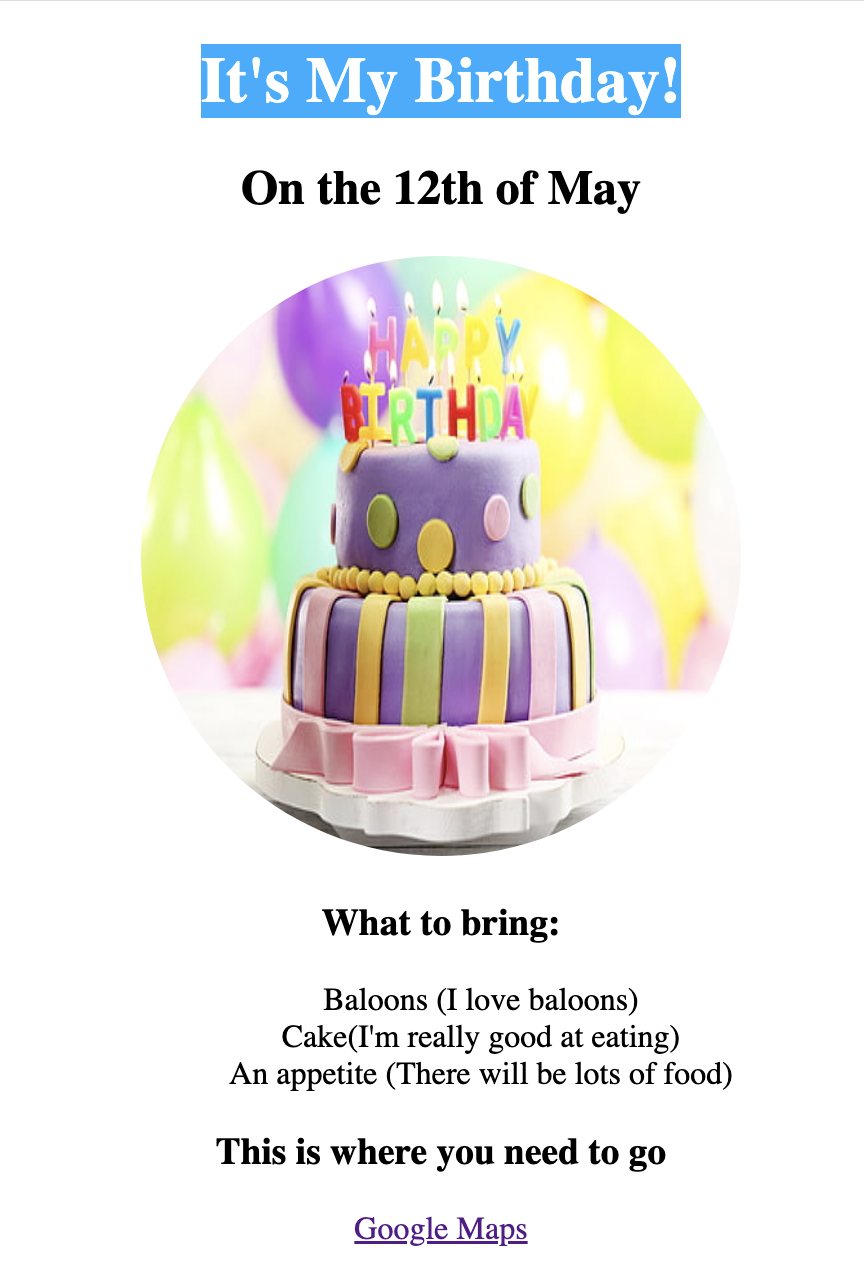 It's My Birthday!
On the 12th of May
HAPPY
BIRTHDAY
What to bring:
Baloons (I love baloons)
Cake(I'm really good at eating)
An appetite (There will be lots of food)
This is where you need to go
Google Maps